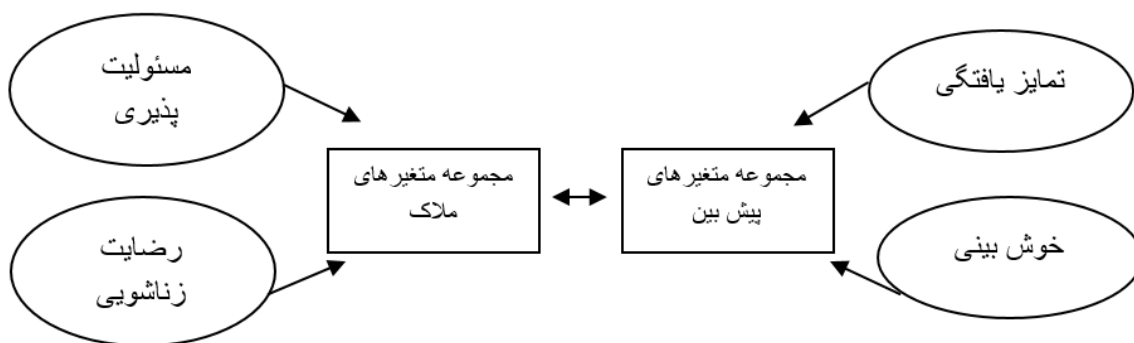 تمایز یافتگی
خوش بینی
مجموعه متغیرهای
پیش بین
مجموعه متغیرهای
ملاک
مسئولیت
پذیری
رضایت
زناشویی